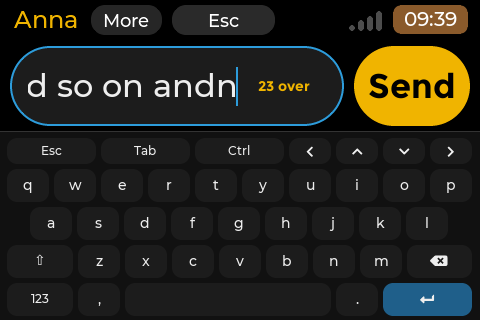 Anna More Esc 09:39
d so on andn 23 over Send
Esc Tab Ctrl
q w e r t y u i o p
a s d f g h j k l
z x c v b n m
123 , .